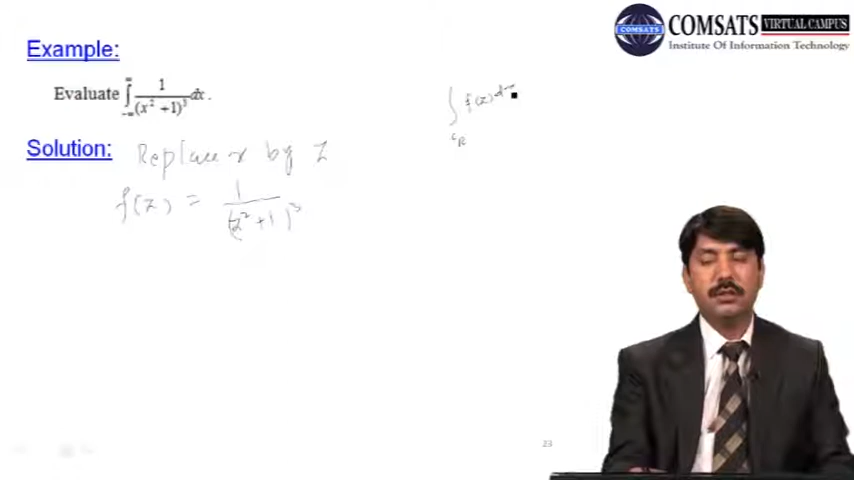 COMSATS VIRTUAL CAMPUS
Institute Of Information Technology
Example:
Evaluate ∫_{-∞}^{∞} 1/(x² + 1)³ dx .
∫_{C_R} f(z) dz
Solution: Replace x by z
f(z) = 1/(z² + 1)³
23